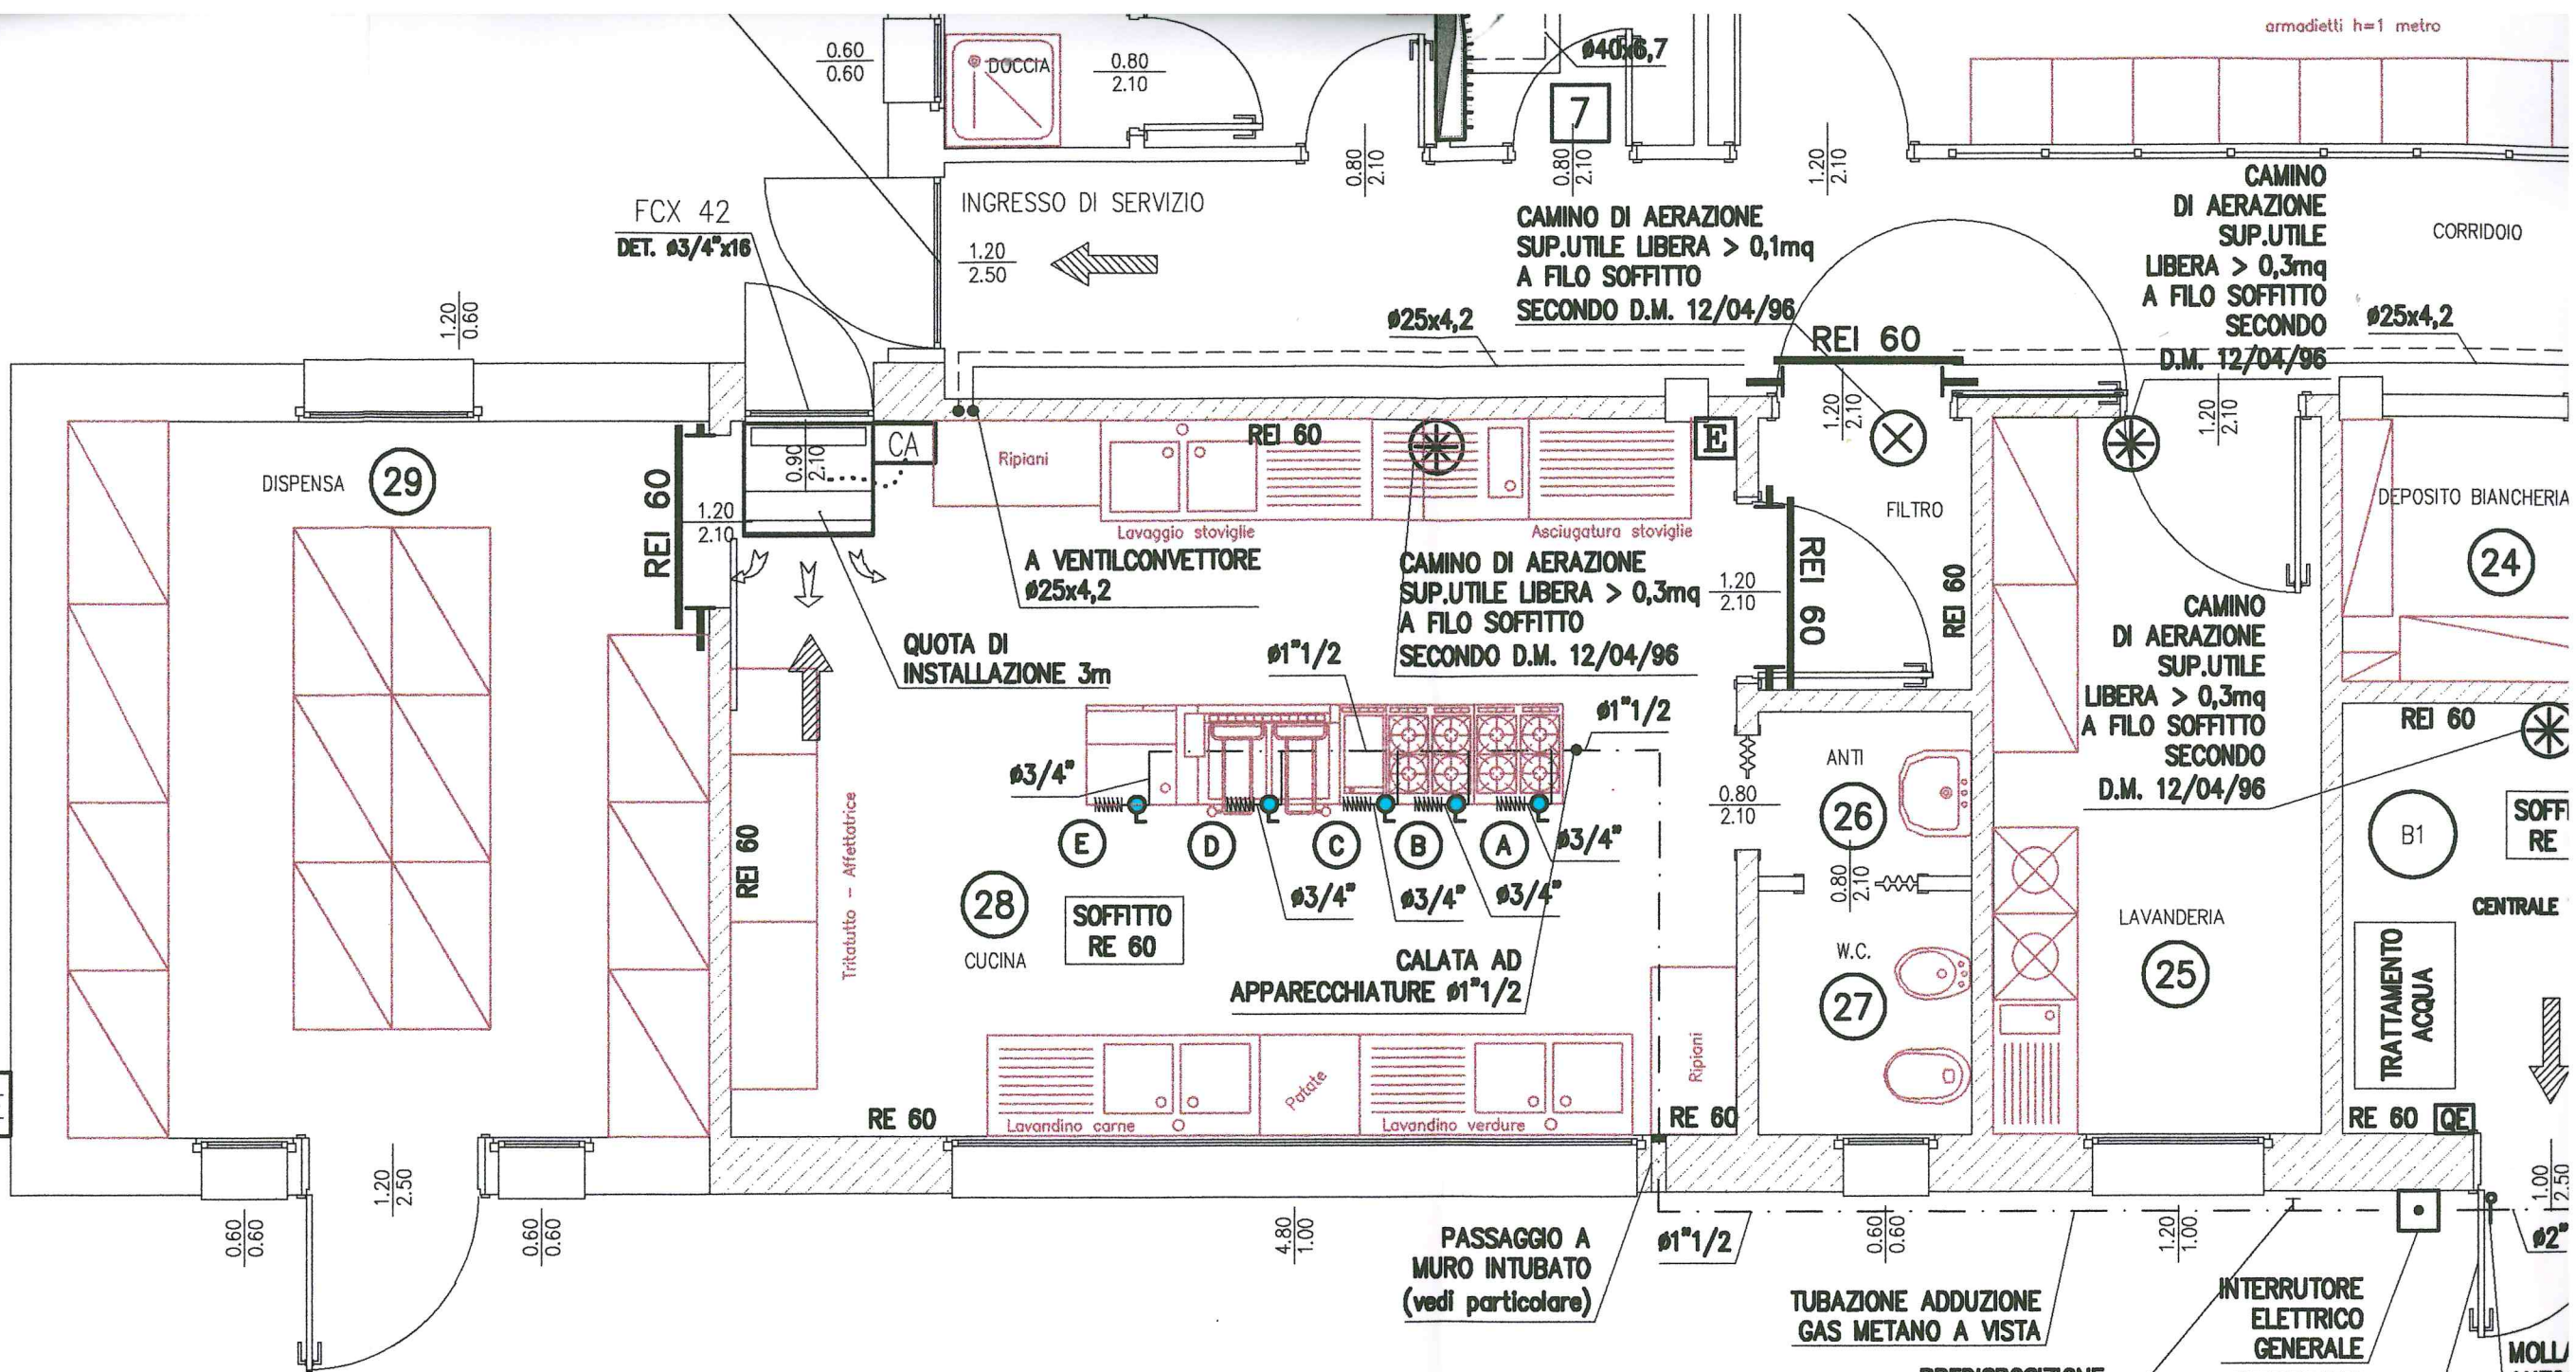 armadietti h=1 metro
0.60
0.60
DOCCIA
0.80
2.10
ø40x6,7
7
0.80
2.10
0.80
2.10
1.20
2.10
FCX 42
DET. ø3/4"x16
INGRESSO DI SERVIZIO
1.20
2.50
CAMINO DI AERAZIONE
SUP.UTILE LIBERA > 0,1mq
A FILO SOFFITTO
SECONDO D.M. 12/04/96
CAMINO
DI AERAZIONE
SUP.UTILE
LIBERA > 0,3mq
A FILO SOFFITTO
SECONDO
D.M. 12/04/96
CORRIDOIO
1.20
0.60
ø25x4,2
REI 60
ø25x4,2
1.20
2.10
1.20
2.10
DISPENSA
29
REI 60
1.20
2.10
0.90
2.10
CA
Ripiani
REI 60
E
Lavaggio stoviglie
Asciugatura stoviglie
A VENTILCONVETTORE
ø25x4,2
CAMINO DI AERAZIONE
SUP.UTILE LIBERA > 0,3mq
A FILO SOFFITTO
SECONDO D.M. 12/04/96
1.20
2.10
REI 60
FILTRO
REI 60
DEPOSITO BIANCHERIA
24
QUOTA DI
INSTALLAZIONE 3m
ø1"1/2
ø1"1/2
CAMINO
DI AERAZIONE
SUP.UTILE
LIBERA > 0,3mq
A FILO SOFFITTO
SECONDO
D.M. 12/04/96
REI 60
ø3/4"
E
D
C
B
A
ø3/4"
ø3/4"
ø3/4"
ø3/4"
ANTI
26
0.80
2.10
0.80
2.10
B1
SOFFI
RE
CENTRALE
REI 60
Tritatutto - Affettatrice
28
CUCINA
SOFFITTO
RE 60
CALATA AD
APPARECCHIATURE ø1"1/2
W.C.
27
LAVANDERIA
25
TRATTAMENTO
ACQUA
RE 60
Lavandino carne
Patate
Lavandino verdure
Ripiani
RE 60
RE 60
QE
0.60
0.60
1.20
2.50
0.60
0.60
4.80
1.00
PASSAGGIO A
MURO INTUBATO
(vedi particolare)
ø1"1/2
0.60
0.60
1.20
1.00
1.00
2.50
ø2"
TUBAZIONE ADDUZIONE
GAS METANO A VISTA
INTERRUTORE
ELETTRICO
GENERALE
PREDISPOSIZIONE